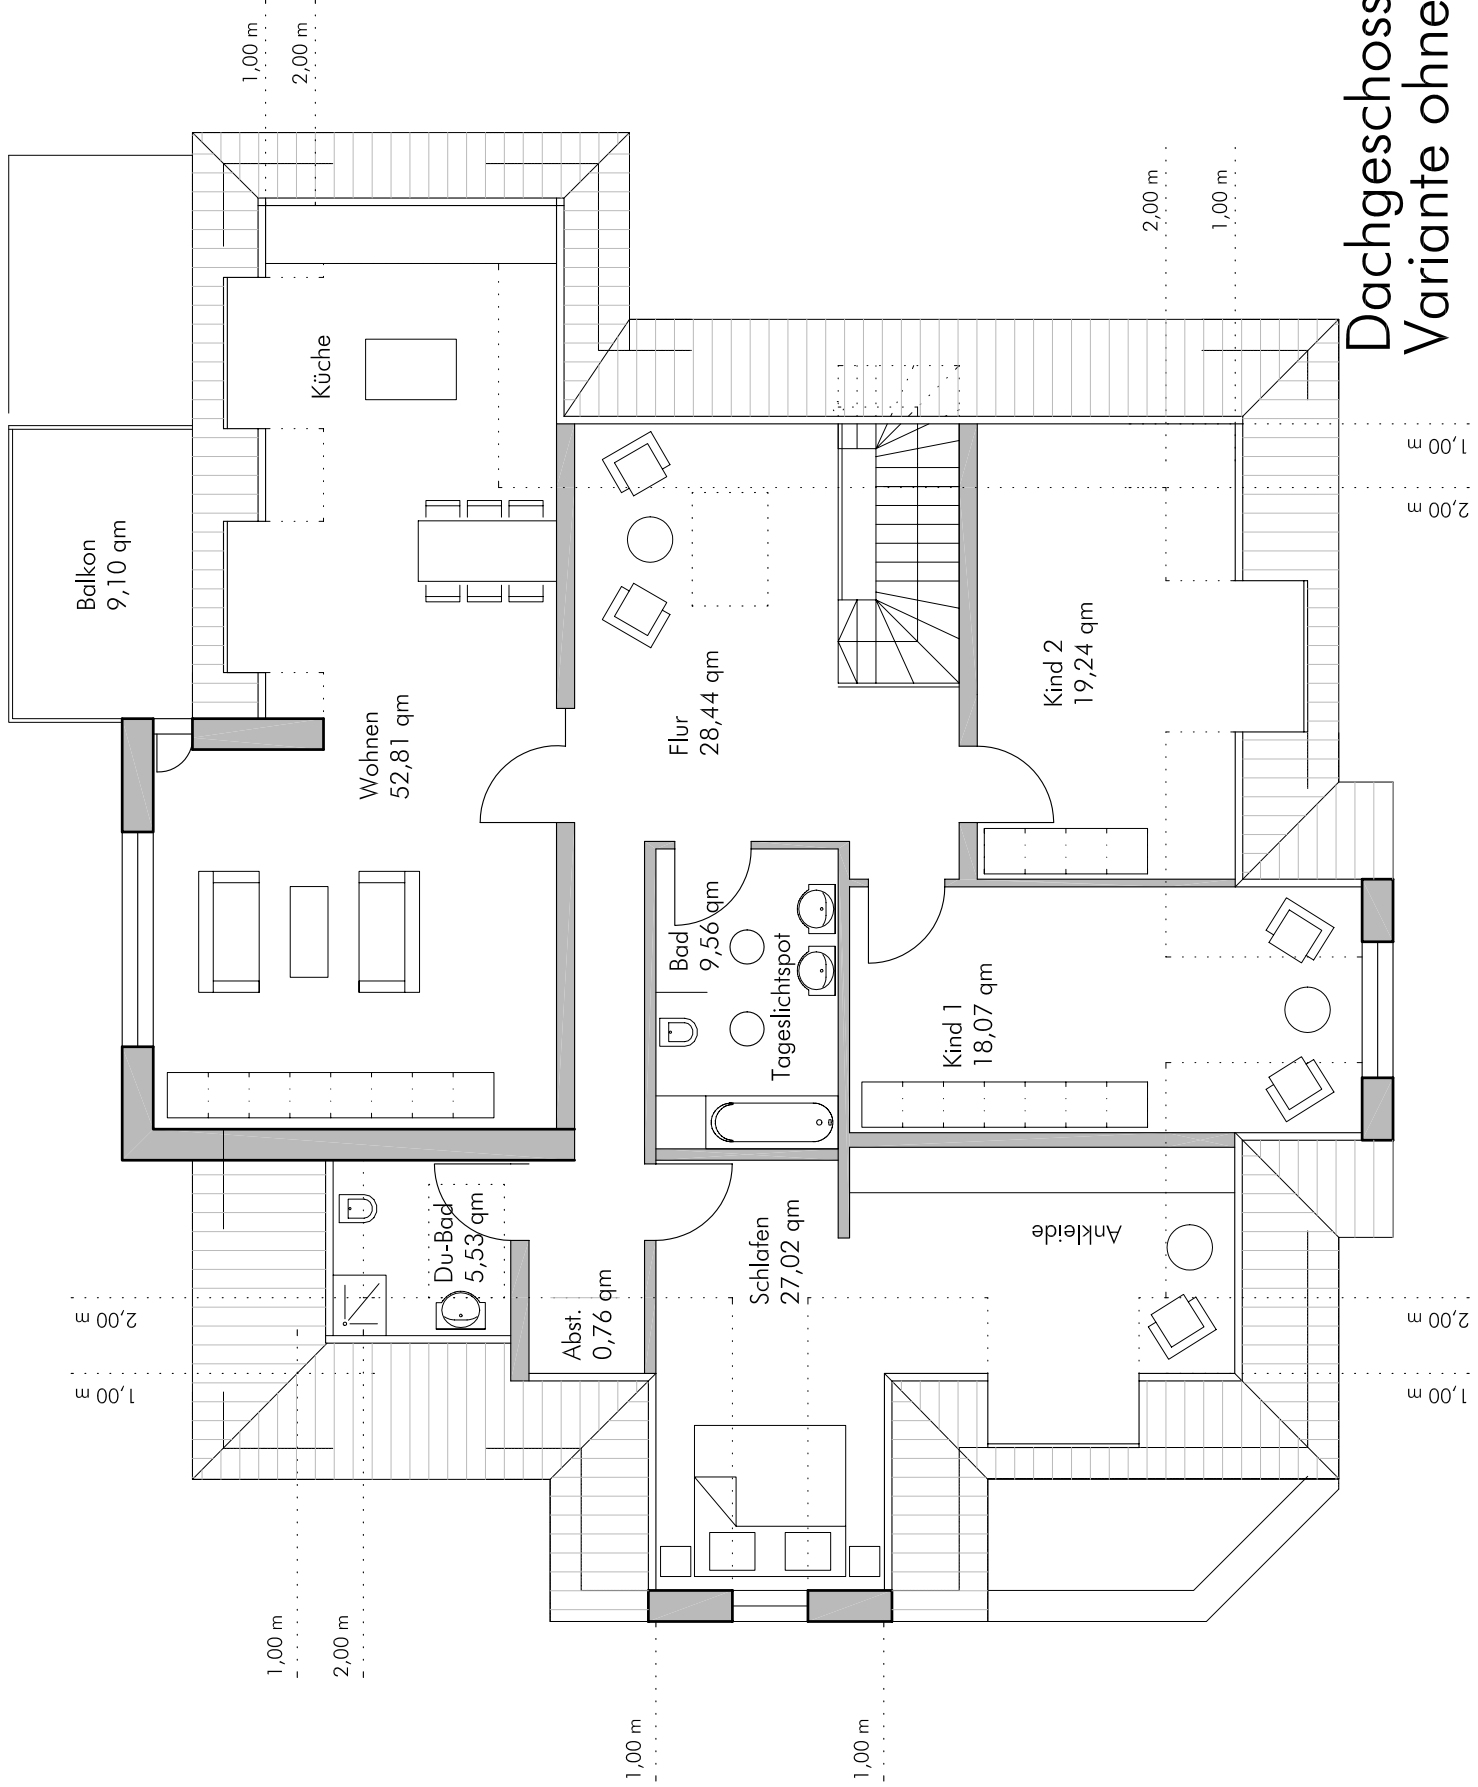 Dachgeschoss
Variante ohne
Balkon
9,10 qm
Küche
Wohnen
52,81 qm
Flur
28,44 qm
Kind 2
19,24 qm
Bad
9,56 qm
Tageslichtspot
Kind 1
18,07 qm
Du-Bad
5,53 qm
Abst.
0,76 qm
Schlafen
27,02 qm
Ankleide
1,00 m
2,00 m
2,00 m
1,00 m
1,00 m
2,00 m
2,00 m
1,00 m
2,00 m
1,00 m
1,00 m
2,00 m
1,00 m
1,00 m